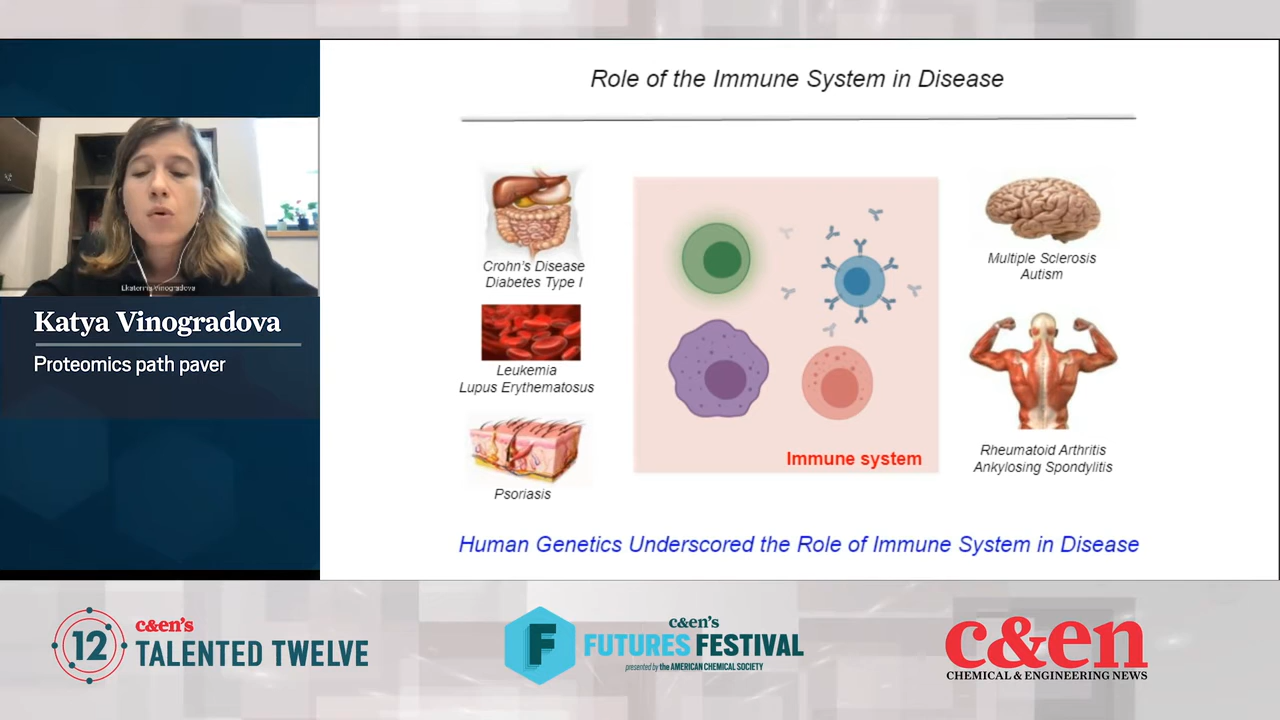 Role of the Immune System in Disease
Crohn's Disease
Diabetes Type I
Leukemia
Lupus Erythematosus
Psoriasis
Immune system
Multiple Sclerosis
Autism
Rheumatoid Arthritis
Ankylosing Spondylitis
Human Genetics Underscored the Role of Immune System in Disease
Ekaterina Vinogradova
Katya Vinogradova
Proteomics path paver
12
c&en's
TALENTED TWELVE
F
c&en's
FUTURES FESTIVAL
presented by the AMERICAN CHEMICAL SOCIETY
c&en
CHEMICAL & ENGINEERING NEWS